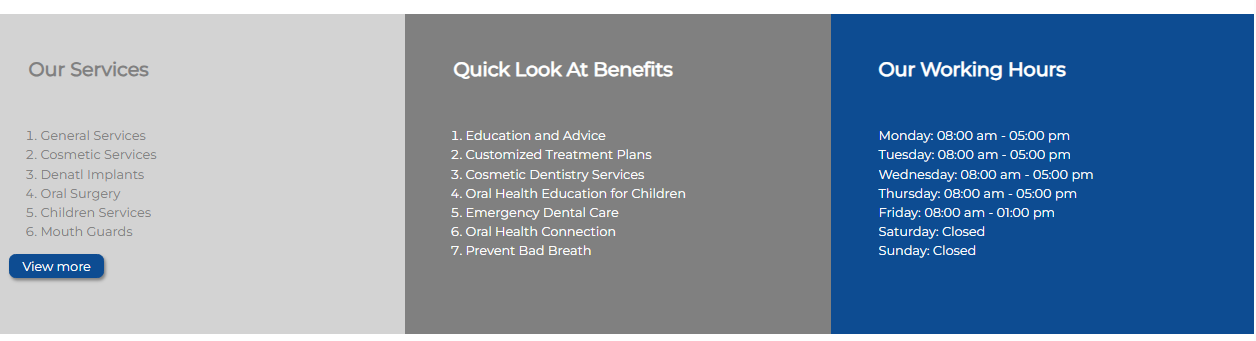 Our Services
1. General Services
2. Cosmetic Services
3. Denatl Implants
4. Oral Surgery
5. Children Services
6. Mouth Guards
View more
Quick Look At Benefits
1. Education and Advice
2. Customized Treatment Plans
3. Cosmetic Dentistry Services
4. Oral Health Education for Children
5. Emergency Dental Care
6. Oral Health Connection
7. Prevent Bad Breath
Our Working Hours
Monday: 08:00 am - 05:00 pm
Tuesday: 08:00 am - 05:00 pm
Wednesday: 08:00 am - 05:00 pm
Thursday: 08:00 am - 05:00 pm
Friday: 08:00 am - 01:00 pm
Saturday: Closed
Sunday: Closed